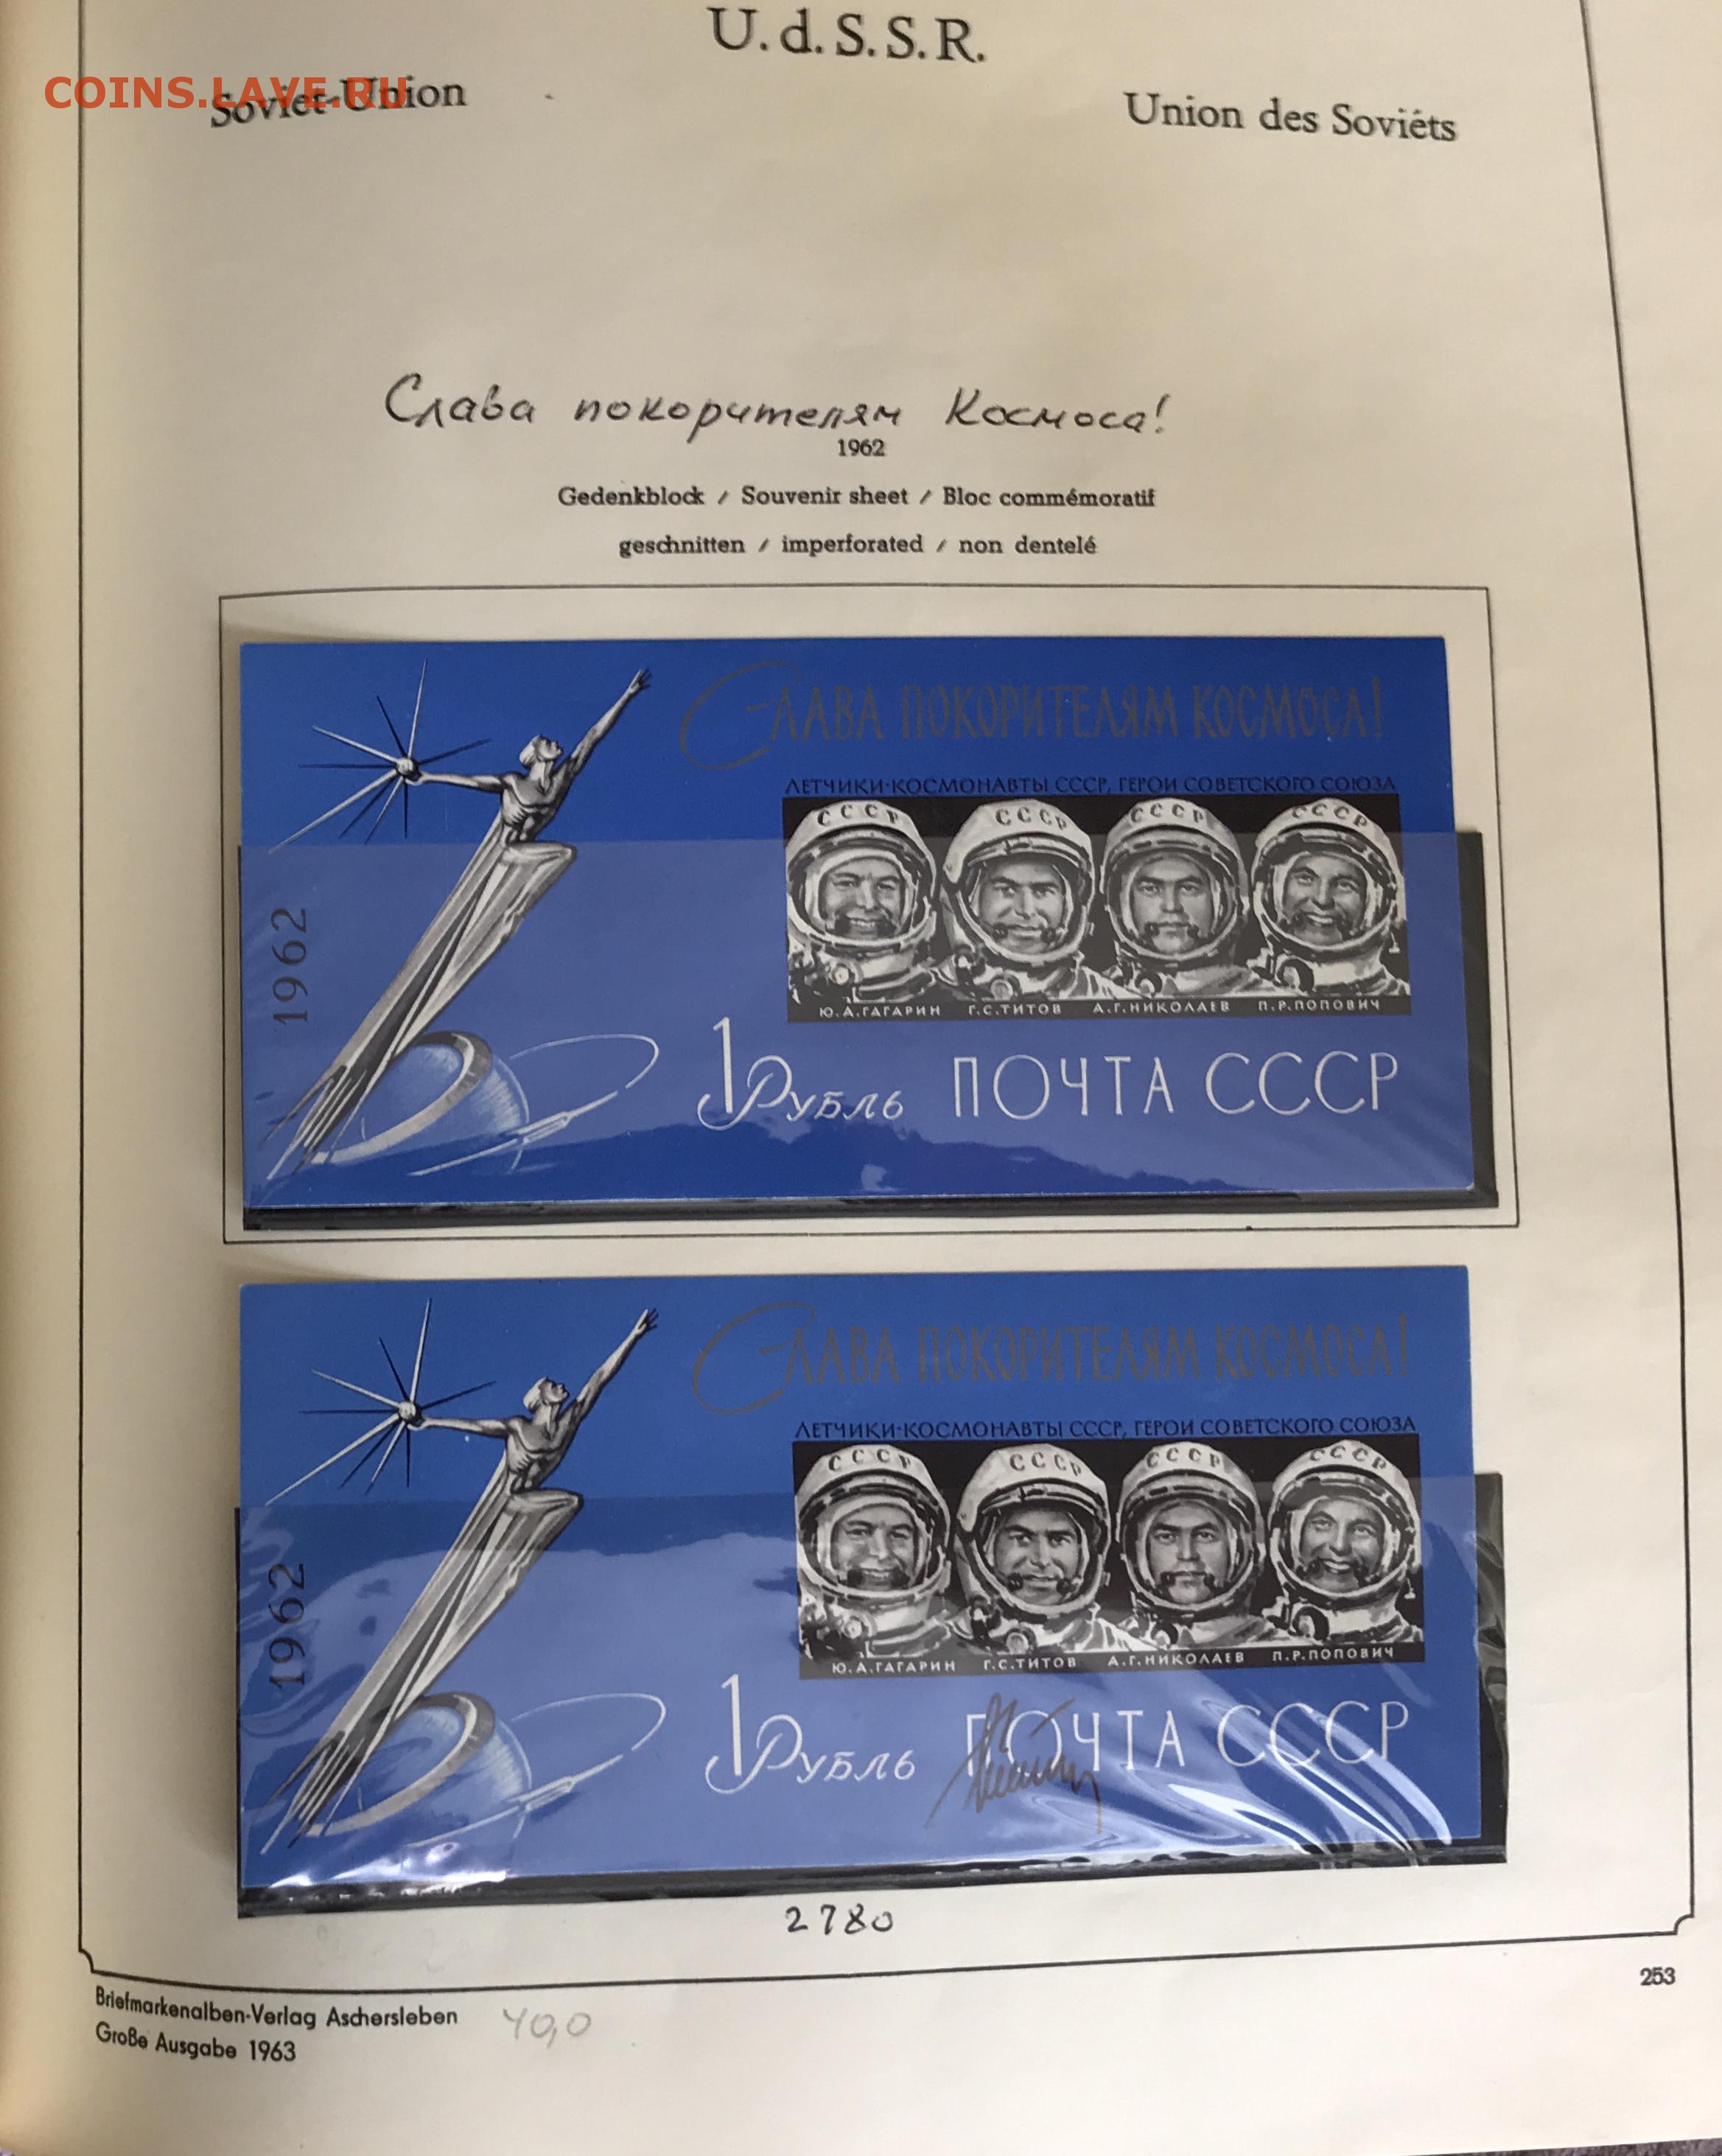 U.d.S.S.R.
COINS.LAVE.RU
Soviet-Union
Union des Soviéts
Слава покорителям Космоса!
1962
Gedenkblock / Souvenir sheet / Bloc commémoratif
geschnitten / imperforated / non dentelé
СЛАВА ПОКОРИТЕЛЯМ КОСМОСА!
ЛЕТЧИКИ-КОСМОНАВТЫ СССР, ГЕРОИ СОВЕТСКОГО СОЮЗА
СССР СССР СССР СССР
1962
Ю.А.ГАГАРИН Г.С.ТИТОВ А.Г.НИКОЛАЕВ П.Р.ПОПОВИЧ
1 РУБЛЬ ПОЧТА СССР
СЛАВА ПОКОРИТЕЛЯМ КОСМОСА!
ЛЕТЧИКИ-КОСМОНАВТЫ СССР, ГЕРОИ СОВЕТСКОГО СОЮЗА
СССР СССР СССР СССР
1962
Ю.А.ГАГАРИН Г.С.ТИТОВ А.Г.НИКОЛАЕВ П.Р.ПОПОВИЧ
1 РУБЛЬ ПОЧТА СССР
2780
253
Briefmarkenalben-Verlag Aschersleben
Große Ausgabe 1963
40,0